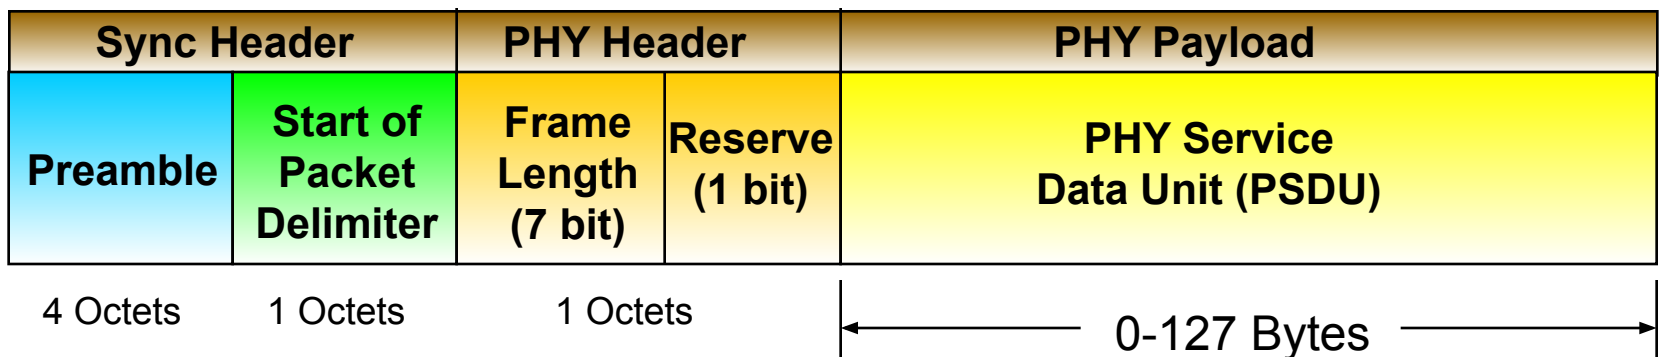 Sync Header
PHY Header
PHY Payload
Preamble
Start of
Packet
Delimiter
Frame
Length
(7 bit)
Reserve
(1 bit)
PHY Service
Data Unit (PSDU)
4 Octets
1 Octets
1 Octets
0-127 Bytes